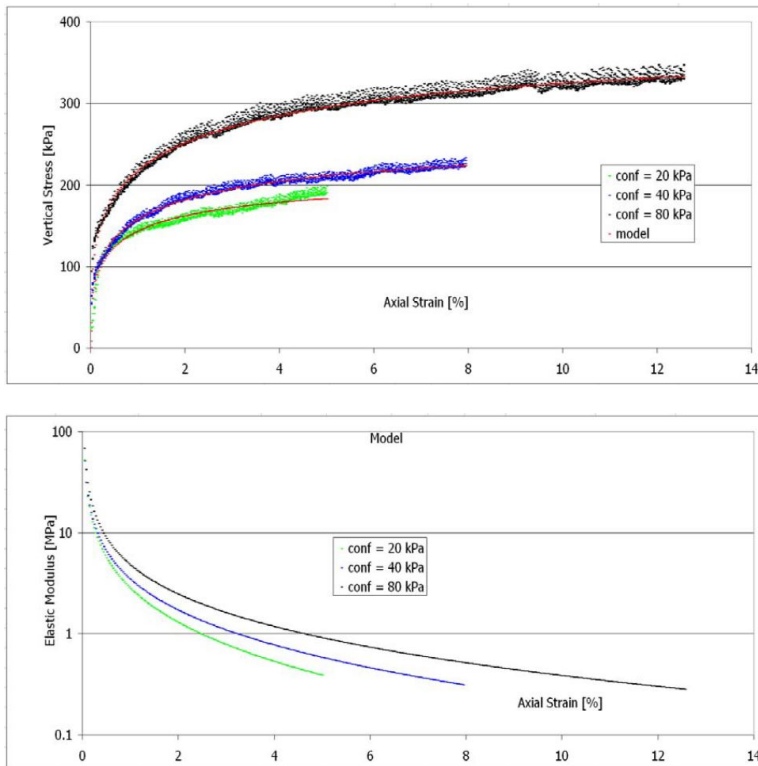 400
300
200
100
0
Vertical Stress [kPa]
conf = 20 kPa
conf = 40 kPa
conf = 80 kPa
model
Axial Strain [%]
0 2 4 6 8 10 12 14
Model
100
10
1
0.1
Elastic Modulus [MPa]
conf = 20 kPa
conf = 40 kPa
conf = 80 kPa
Axial Strain [%]
0 2 4 6 8 10 12 14